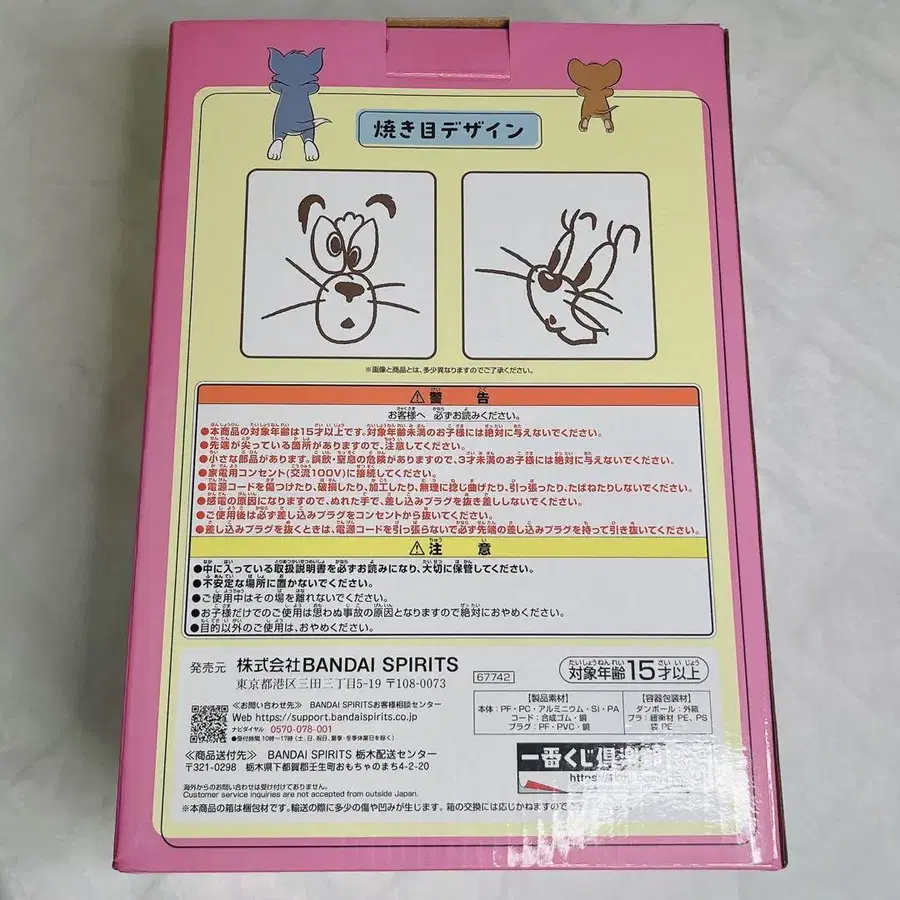 焼き目デザイン
※画像と商品とは、多少異なりますのでご了承ください。
⚠警告
お客様へ 必ずお読みください。
●本商品の対象年齢は15才以上です。対象年齢未満のお子様には絶対に与えないでください。
●先端が尖っている箇所がありますので、注意してください。
●小さな部品があります。誤飲・窒息の危険がありますので、3才未満のお子様には絶対に与えないでください。
●家電用コンセント(交流100V)に接続してください。
●電源コードを傷つけたり、破損したり、加工したり、無理に捻じ曲げたり、引っ張ったり、たばねたりしないでください。
●感電の原因になりますので、ぬれた手で、差し込みプラグを抜き差ししないでください。
●ご使用後は必ず差し込みプラグをコンセントから抜いてください。
●差し込みプラグを抜くときは、電源コードを引っ張らないで必ず先端の差し込みプラグを持って引き抜いてください。
⚠注意
●中に入っている取扱説明書を必ずお読みになり、大切に保管してください。
●不安定な場所に置かないでください。
●ご使用中はその場を離れないでください。
●お子様だけでのご使用は思わぬ事故の原因となりますので絶対におやめください。
●目的以外のご使用は、おやめください。
発売元 株式会社BANDAI SPIRITS
東京都港区三田三丁目5-19 〒108-0073
67742
対象年齢15才以上
≪お問い合わせ先≫ BANDAI SPIRITSお客様相談センター
Web https://support.bandaispirits.co.jp
ナビダイヤル 0570-078-001
●受付時間 10時〜17時(土、日、祝日、夏季・冬季休業日を除く)
≪商品送付先≫ BANDAI SPIRITS 栃木配送センター
〒321-0298 栃木県下都賀郡壬生町おもちゃのまち4-2-20
海外からのお問い合わせは受け付けておりません。
Customer service inquiries are not accepted from outside Japan.
※本商品の箱は梱包材です。輸送の際に多少の傷や凹みが生じます。箱の交換には応じかねますので
【製品素材】
本体:PF・PC・アルミニウム・Si・PA
コード:合成ゴム・銅
プラグ:PF・PVC・銅
【容器包装材】
ダンボール:外箱
プラ:緩衝材 PE、PS
袋 PE
一番くじ倶楽部